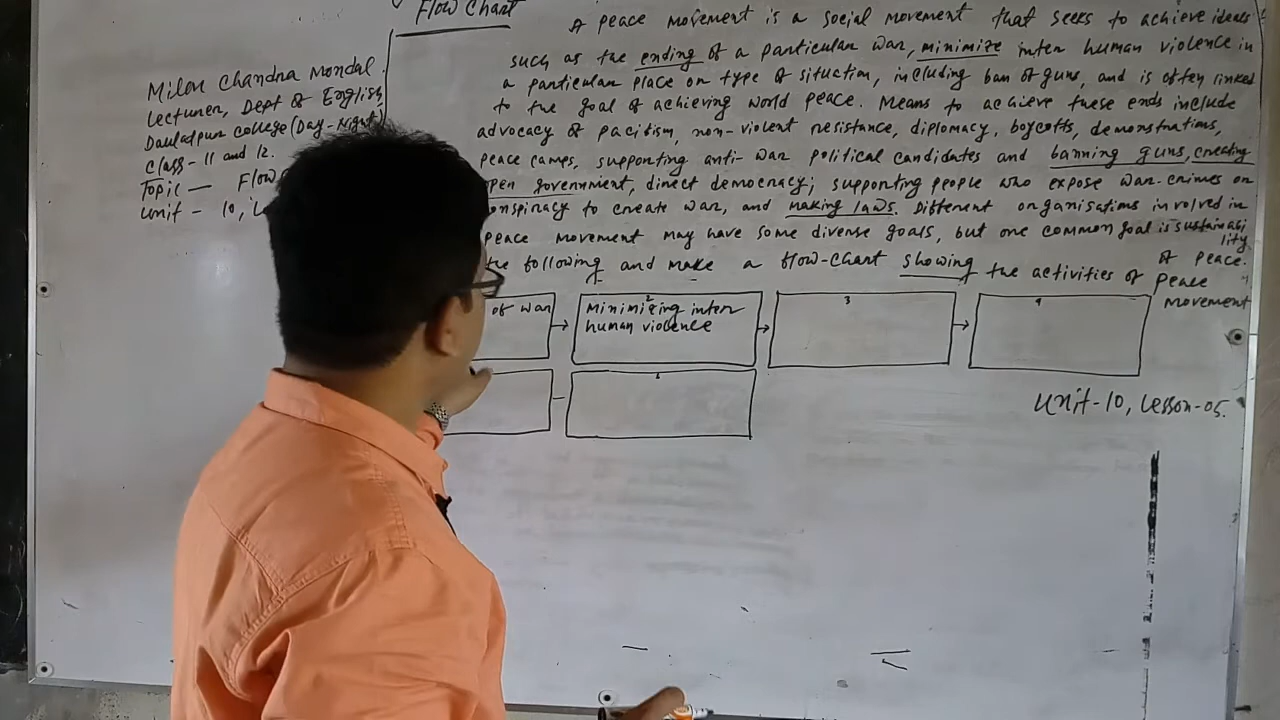 Flow Chart
Milon Chandra Mondal.
Lecturer, Dept of English,
Daulatpur College (Day-Night)
Class - 11 and 12.
Topic — Flow
Unit - 10, L
A peace movement is a social movement that seeks to achieve ideals
such as the ending of a particular war, minimize inter human violence in
a particular place or type of situation, including ban of guns, and is often linked
to the goal of achieving world peace. Means to achieve these ends include
advocacy of pacifism, non-violent resistance, diplomacy, boycotts, demonstrations,
peace camps, supporting anti-war political candidates and banning guns, creating
open government, direct democracy; supporting people who expose war-crimes or
onspiracy to create war, and making laws. Different organisations involved in
peace movement may have some diverse goals, but one common goal is sustainability
of peace.
the following and make a flow-chart showing the activities of peace
movement
of war
2
Minimizing inter
human violence
3
4
Unit-10, Lesson-05.